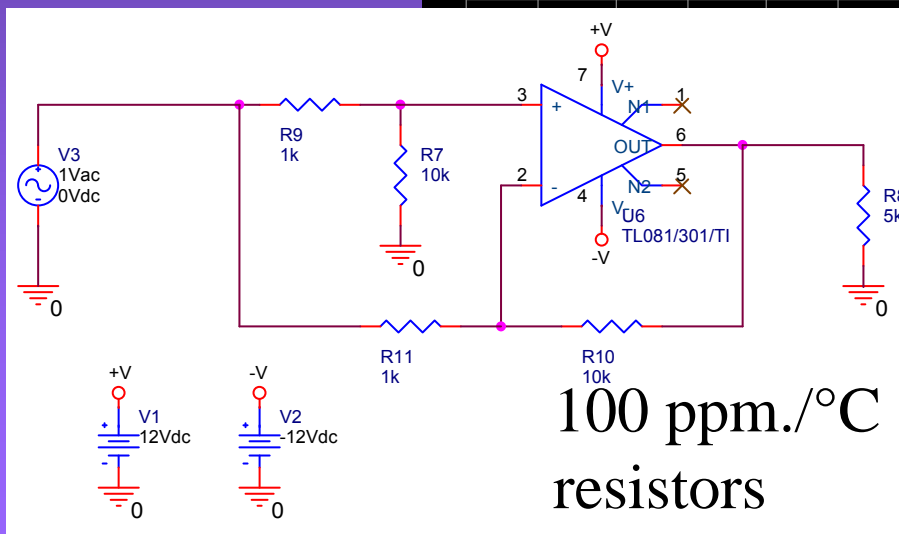 +V
7
V+
1
N1
3
+
R9
1k
6
OUT
V3
1Vac
0Vdc
R7
10k
2
-
5
N2
4
V-
U6
TL081/301/TI
-V
0
0
0
R11
1k
R10
10k
+V
-V
V1
12Vdc
V2
-12Vdc
0
0
100 ppm./°C
resistors